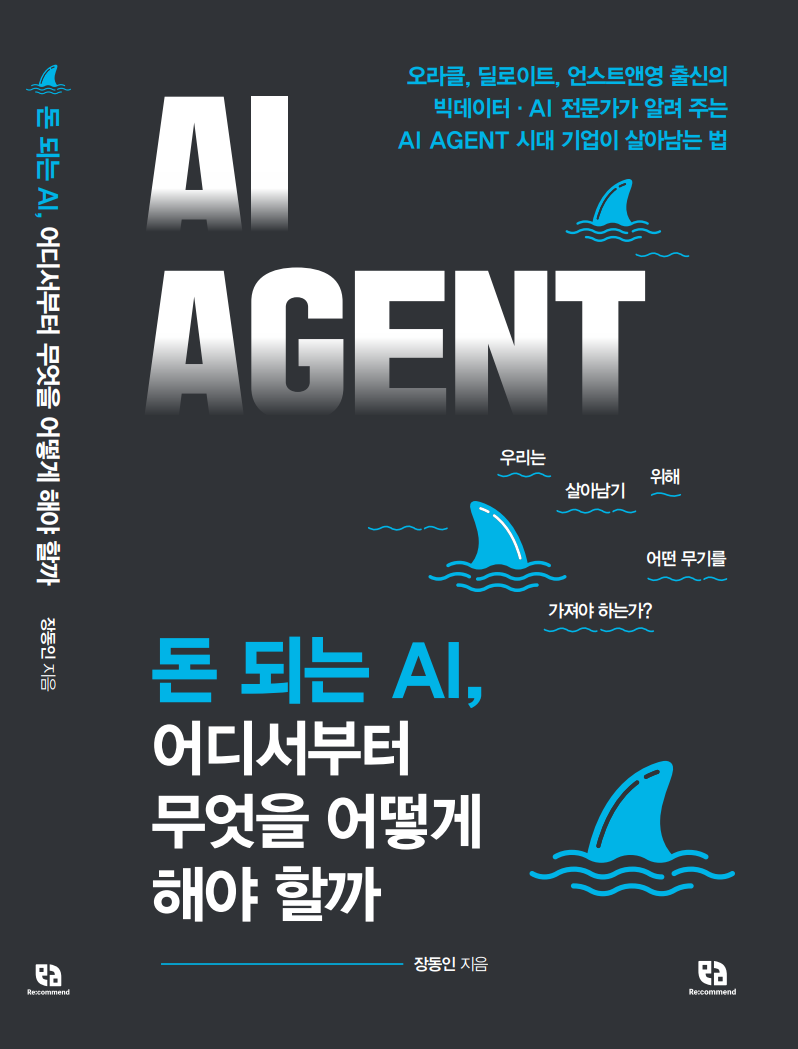 돈 되는 AI, 어디서부터 무엇을 어떻게 해야 할까
장동인 지음
Re:commend
오라클, 딜로이트, 언스트앤영 출신의
빅데이터 · AI 전문가가 알려 주는
AI AGENT 시대 기업이 살아남는 법
AI
AGENT
우리는
살아남기
위해
어떤 무기를
가져야 하는가?
돈 되는 AI,
어디서부터
무엇을 어떻게
해야 할까
장동인 지음
Re:commend